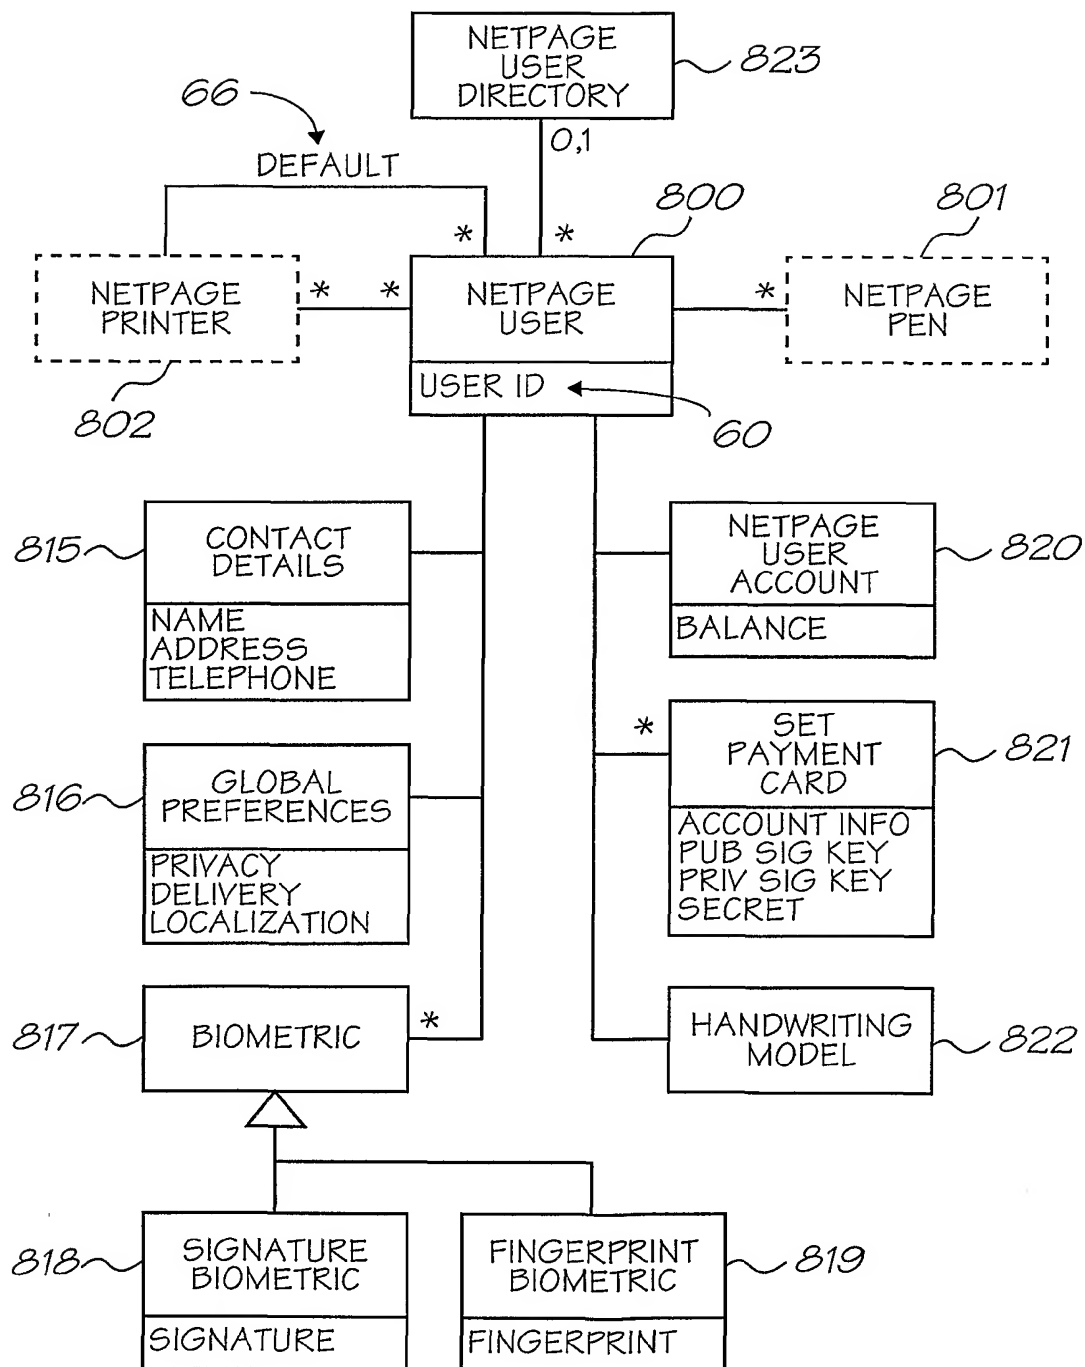 NETPAGE
USER
DIRECTORY
823
0,1
66
DEFAULT
*
*
800
801
NETPAGE
PRINTER
*
*
NETPAGE
USER
*
NETPAGE
PEN
802
USER ID
60
815
CONTACT
DETAILS
NAME
ADDRESS
TELEPHONE
NETPAGE
USER
ACCOUNT
820
BALANCE
816
GLOBAL
PREFERENCES
PRIVACY
DELIVERY
LOCALIZATION
*
SET
PAYMENT
CARD
821
ACCOUNT INFO
PUB SIG KEY
PRIV SIG KEY
SECRET
817
BIOMETRIC
*
HANDWRITING
MODEL
822
818
SIGNATURE
BIOMETRIC
SIGNATURE
FINGERPRINT
BIOMETRIC
819
FINGERPRINT